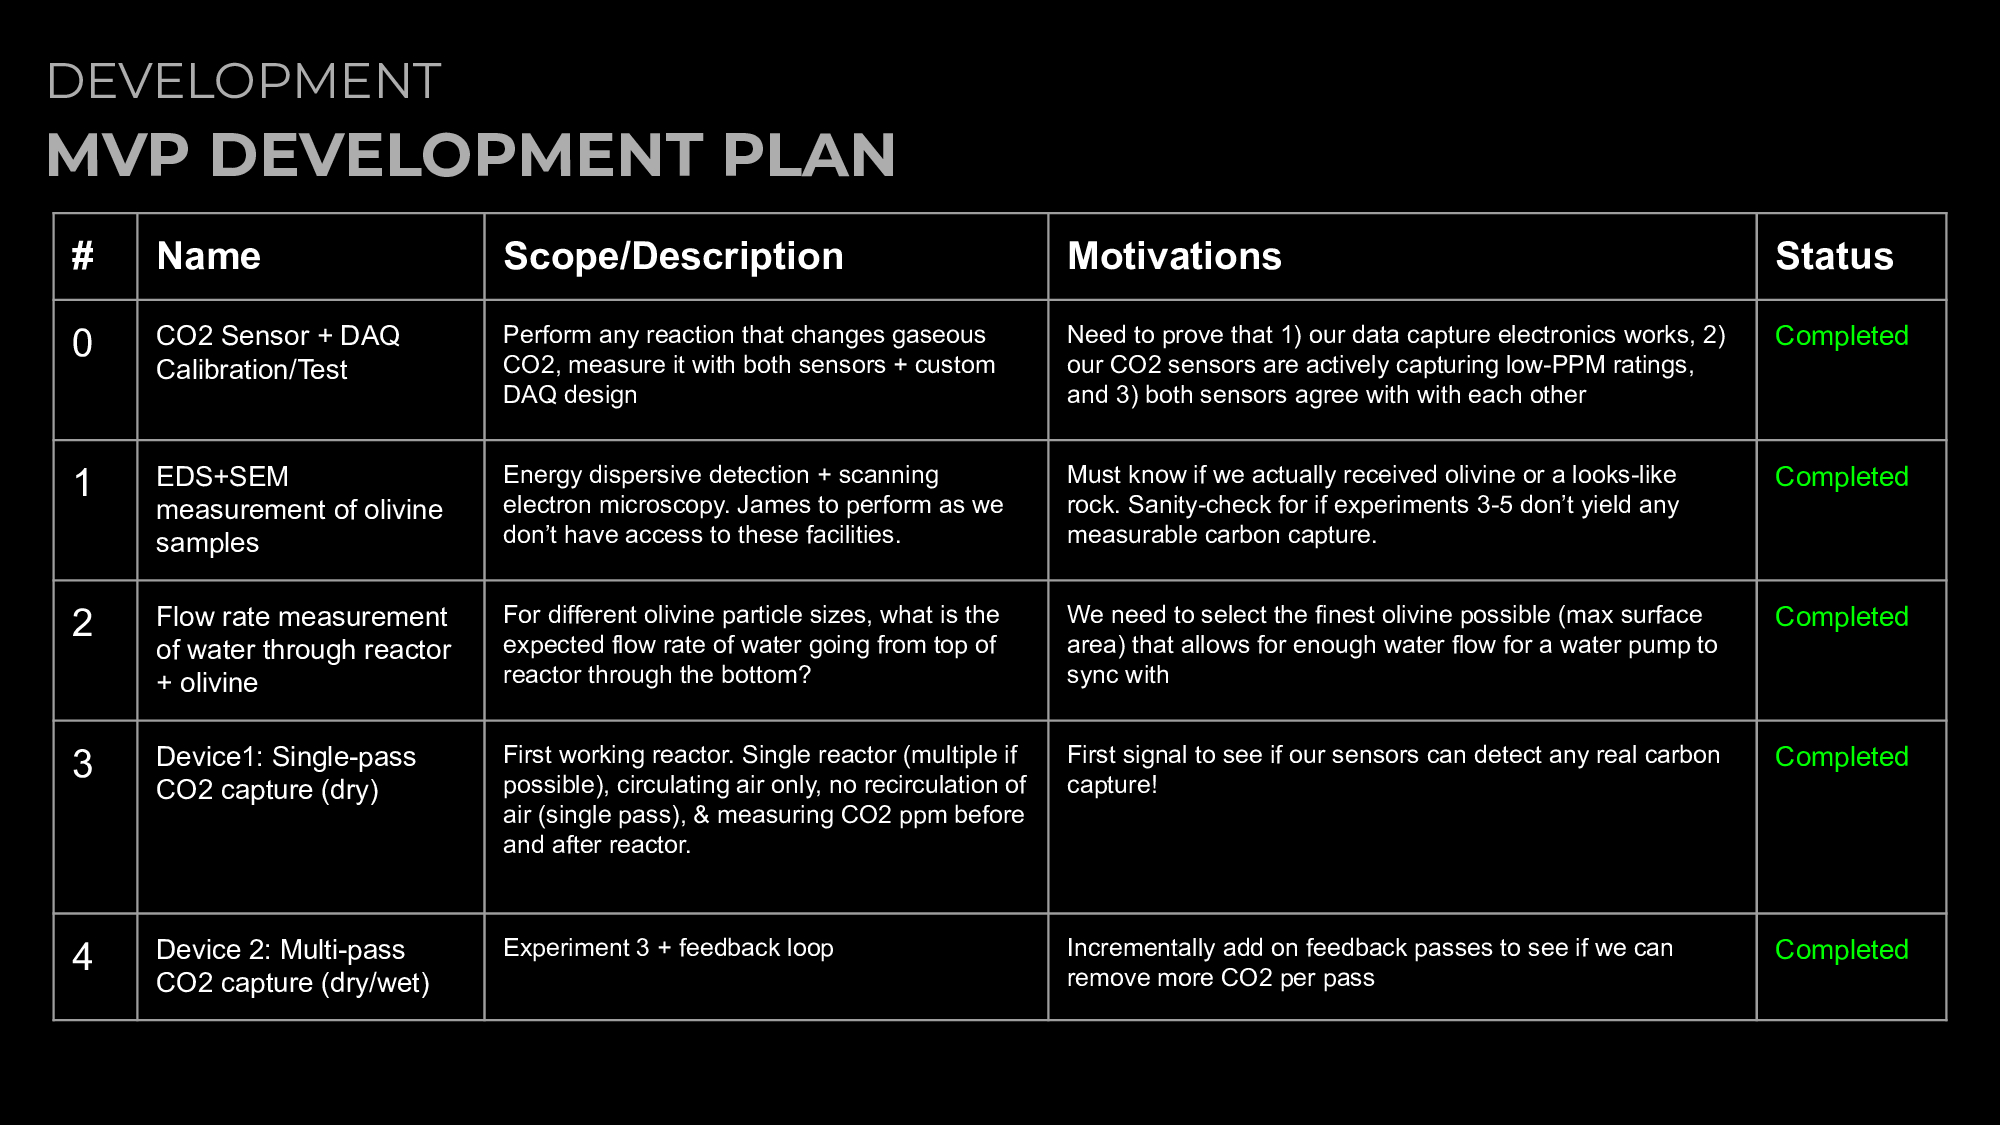 DEVELOPMENT
MVP DEVELOPMENT PLAN
# Name Scope/Description Motivations Status
0
CO2 Sensor + DAQ
Calibration/Test
Perform any reaction that changes gaseous
CO2, measure it with both sensors + custom
DAQ design
Need to prove that 1) our data capture electronics works, 2)
our CO2 sensors are actively capturing low-PPM ratings,
and 3) both sensors agree with with each other
Completed
1
EDS+SEM
measurement of olivine
samples
Energy dispersive detection + scanning
electron microscopy. James to perform as we
don’t have access to these facilities.
Must know if we actually received olivine or a looks-like
rock. Sanity-check for if experiments 3-5 don’t yield any
measurable carbon capture.
Completed
2
Flow rate measurement
of water through reactor
+ olivine
For different olivine particle sizes, what is the
expected flow rate of water going from top of
reactor through the bottom?
We need to select the finest olivine possible (max surface
area) that allows for enough water flow for a water pump to
sync with
Completed
3
Device1: Single-pass
CO2 capture (dry)
First working reactor. Single reactor (multiple if
possible), circulating air only, no recirculation of
air (single pass), & measuring CO2 ppm before
and after reactor.
First signal to see if our sensors can detect any real carbon
capture!
Completed
4
Device 2: Multi-pass
CO2 capture (dry/wet)
Experiment 3 + feedback loop
Incrementally add on feedback passes to see if we can
remove more CO2 per pass
Completed